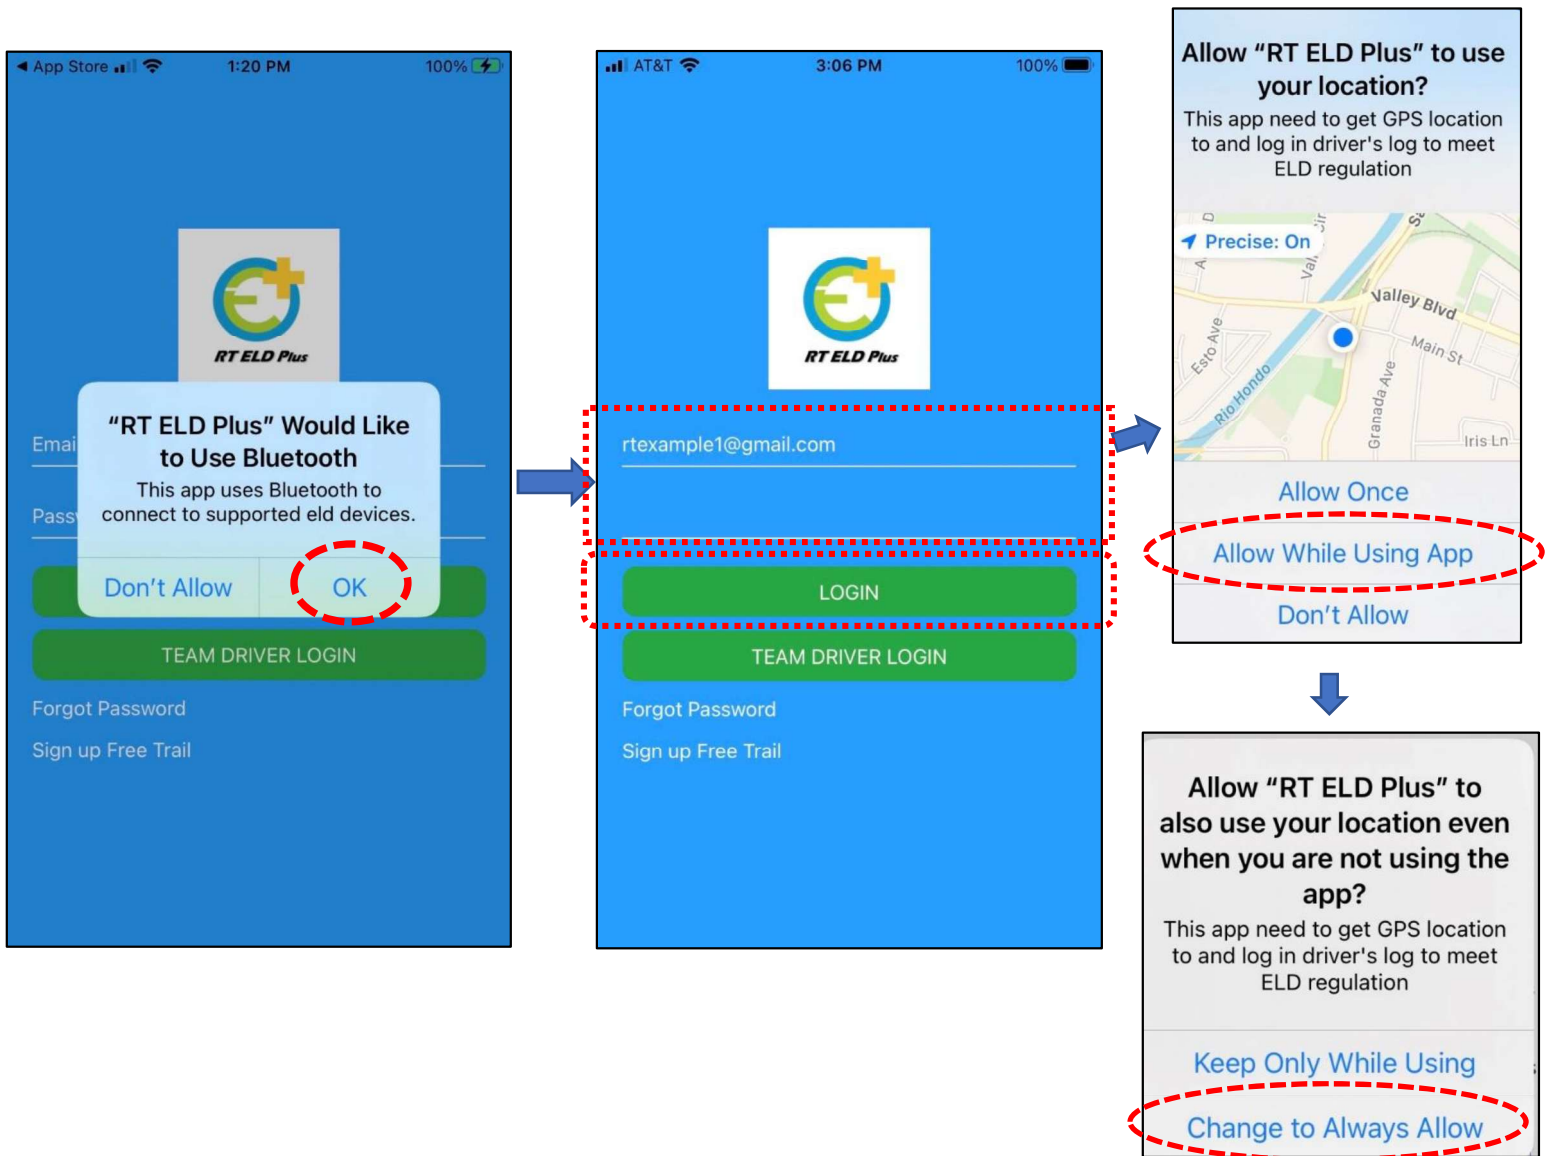 App Store
1:20 PM
100%
RT ELD Plus
"RT ELD Plus" Would Like
to Use Bluetooth
This app uses Bluetooth to
connect to supported eld devices.
Don't Allow
OK
Emai
Pass
TEAM DRIVER LOGIN
Forgot Password
Sign up Free Trail
AT&T
3:06 PM
100%
RT ELD Plus
rtexample1@gmail.com
LOGIN
TEAM DRIVER LOGIN
Forgot Password
Sign up Free Trail
Allow "RT ELD Plus" to use
your location?
This app need to get GPS location
to and log in driver's log to meet
ELD regulation
Precise: On
Valley Blvd
Main St
Esto Ave
Rio Hondo
Granada Ave
Iris Ln
Allow Once
Allow While Using App
Don't Allow
Allow "RT ELD Plus" to
also use your location even
when you are not using the
app?
This app need to get GPS location
to and log in driver's log to meet
ELD regulation
Keep Only While Using
Change to Always Allow